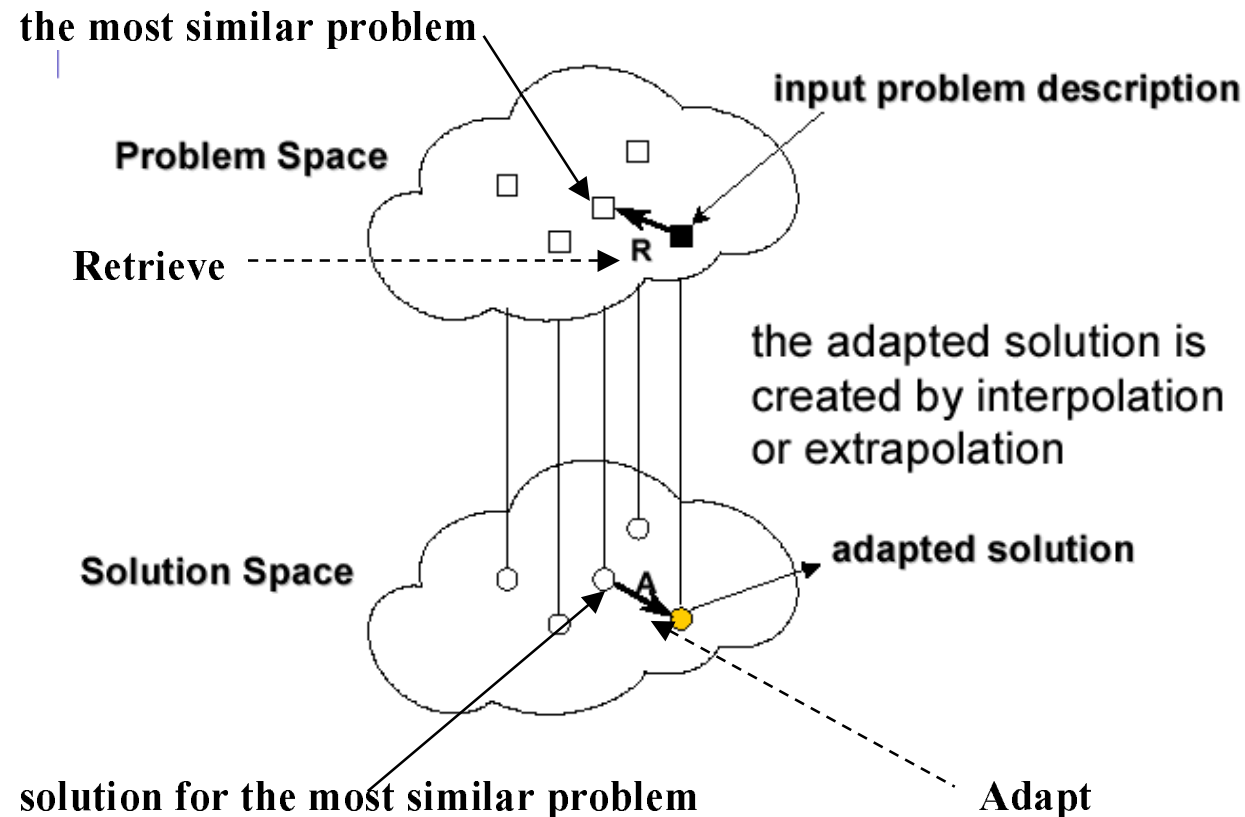 the most similar problem
input problem description
Problem Space
R
Retrieve
the adapted solution is
created by interpolation
or extrapolation
adapted solution
Solution Space
A
solution for the most similar problem
Adapt